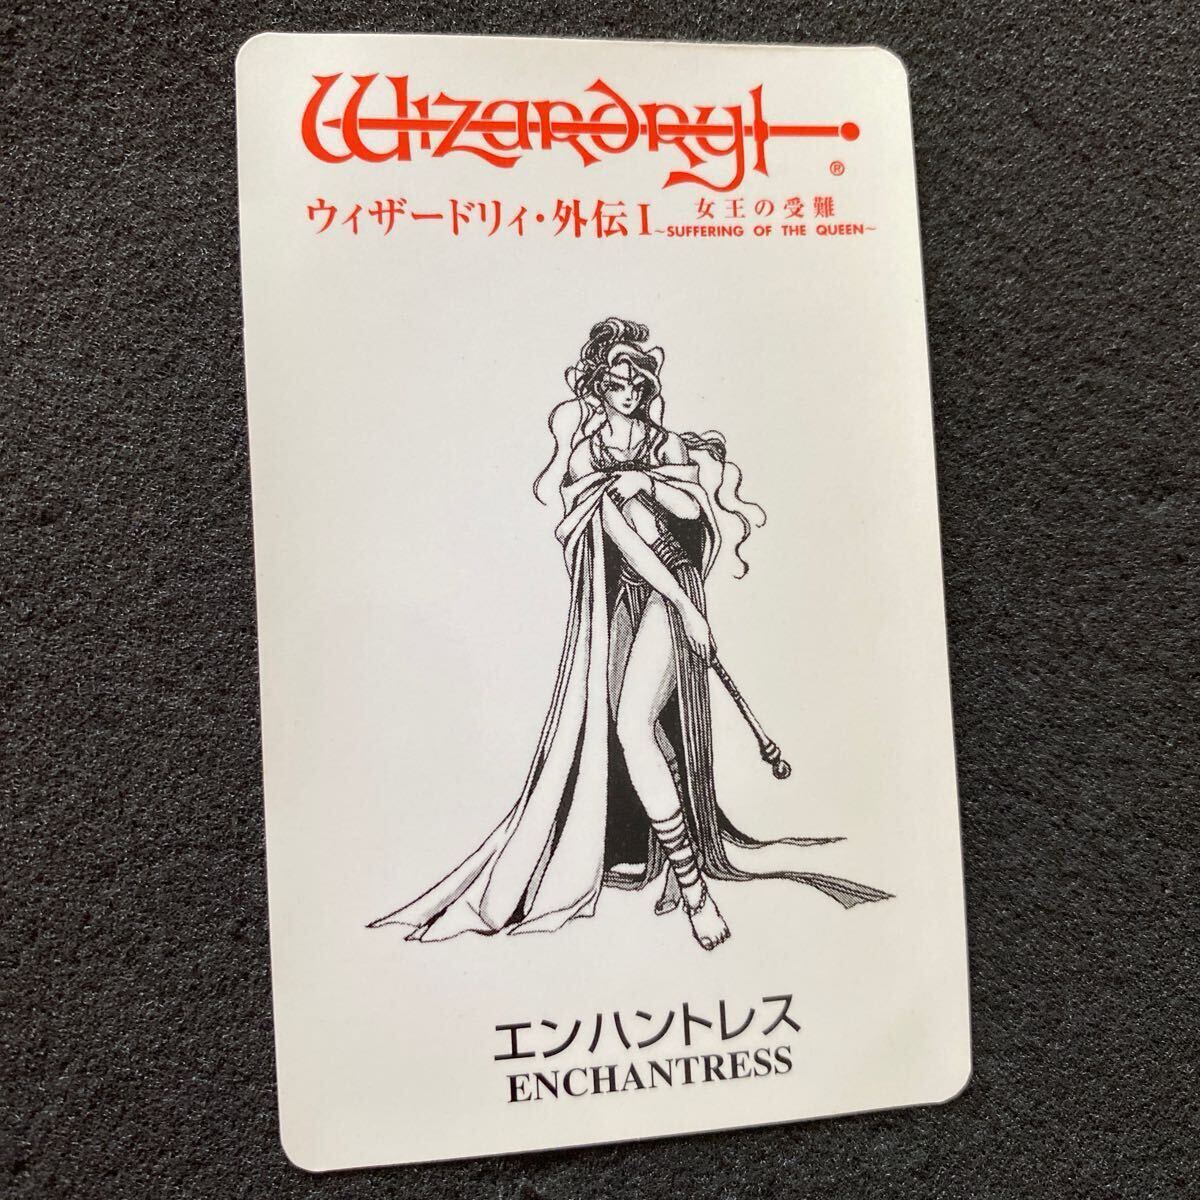 Wizardry
®
ウィザードリィ・外伝I 女王の受難
~SUFFERING OF THE QUEEN~
エンハントレス
ENCHANTRESS